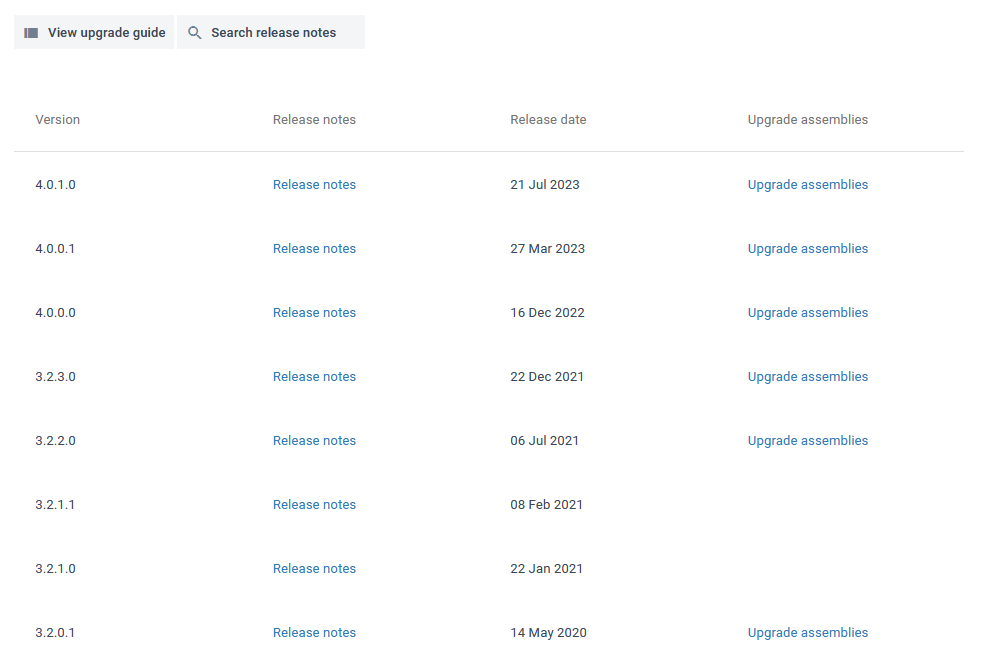 View upgrade guide Search release notes
Version Release notes Release date Upgrade assemblies
4.0.1.0 Release notes 21 Jul 2023 Upgrade assemblies
4.0.0.1 Release notes 27 Mar 2023 Upgrade assemblies
4.0.0.0 Release notes 16 Dec 2022 Upgrade assemblies
3.2.3.0 Release notes 22 Dec 2021 Upgrade assemblies
3.2.2.0 Release notes 06 Jul 2021 Upgrade assemblies
3.2.1.1 Release notes 08 Feb 2021
3.2.1.0 Release notes 22 Jan 2021
3.2.0.1 Release notes 14 May 2020 Upgrade assemblies